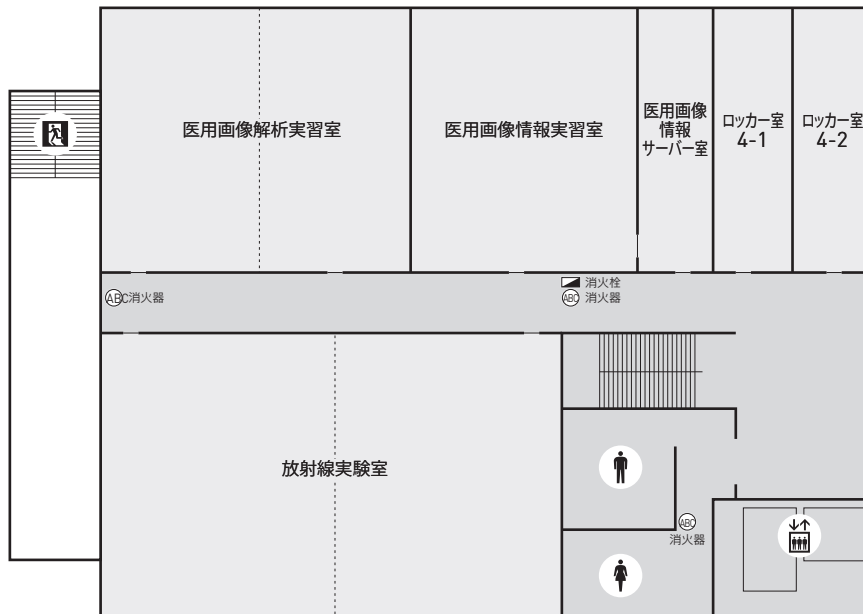 医用画像解析実習室
医用画像情報実習室
医用画像
情報
サーバー室
ロッカー室
4-1
ロッカー室
4-2
ABC消火器
消火栓
ABC 消火器
放射線実験室
ABC
消火器